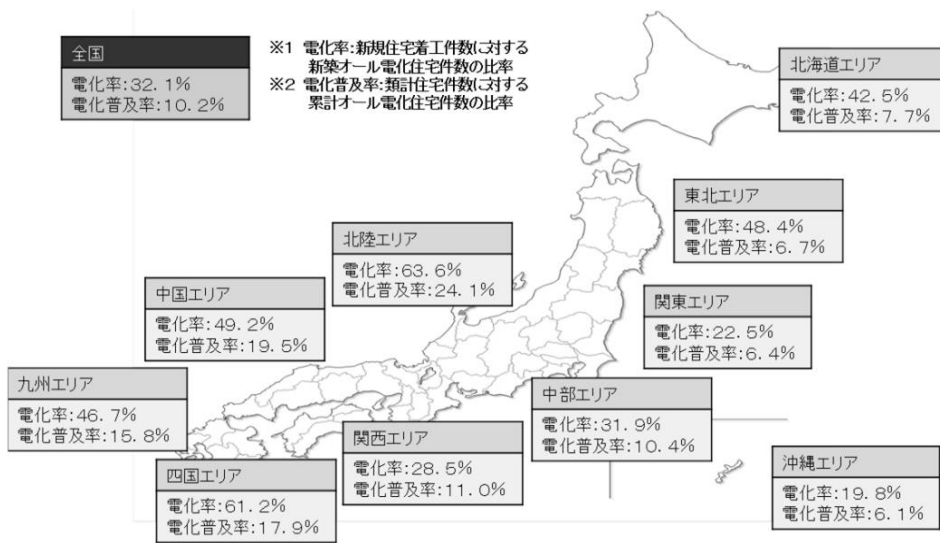 全国
電化率:32.1%
電化普及率:10.2%
※1 電化率:新規住宅着工件数に対する
新築オール電化住宅件数の比率
※2 電化普及率:類計住宅件数に対する
累計オール電化住宅件数の比率
北海道エリア
電化率:42.5%
電化普及率:7.7%
東北エリア
電化率:48.4%
電化普及率:6.7%
北陸エリア
電化率:63.6%
電化普及率:24.1%
中国エリア
電化率:49.2%
電化普及率:19.5%
関東エリア
電化率:22.5%
電化普及率:6.4%
九州エリア
電化率:46.7%
電化普及率:15.8%
中部エリア
電化率:31.9%
電化普及率:10.4%
関西エリア
電化率:28.5%
電化普及率:11.0%
四国エリア
電化率:61.2%
電化普及率:17.9%
沖縄エリア
電化率:19.8%
電化普及率:6.1%